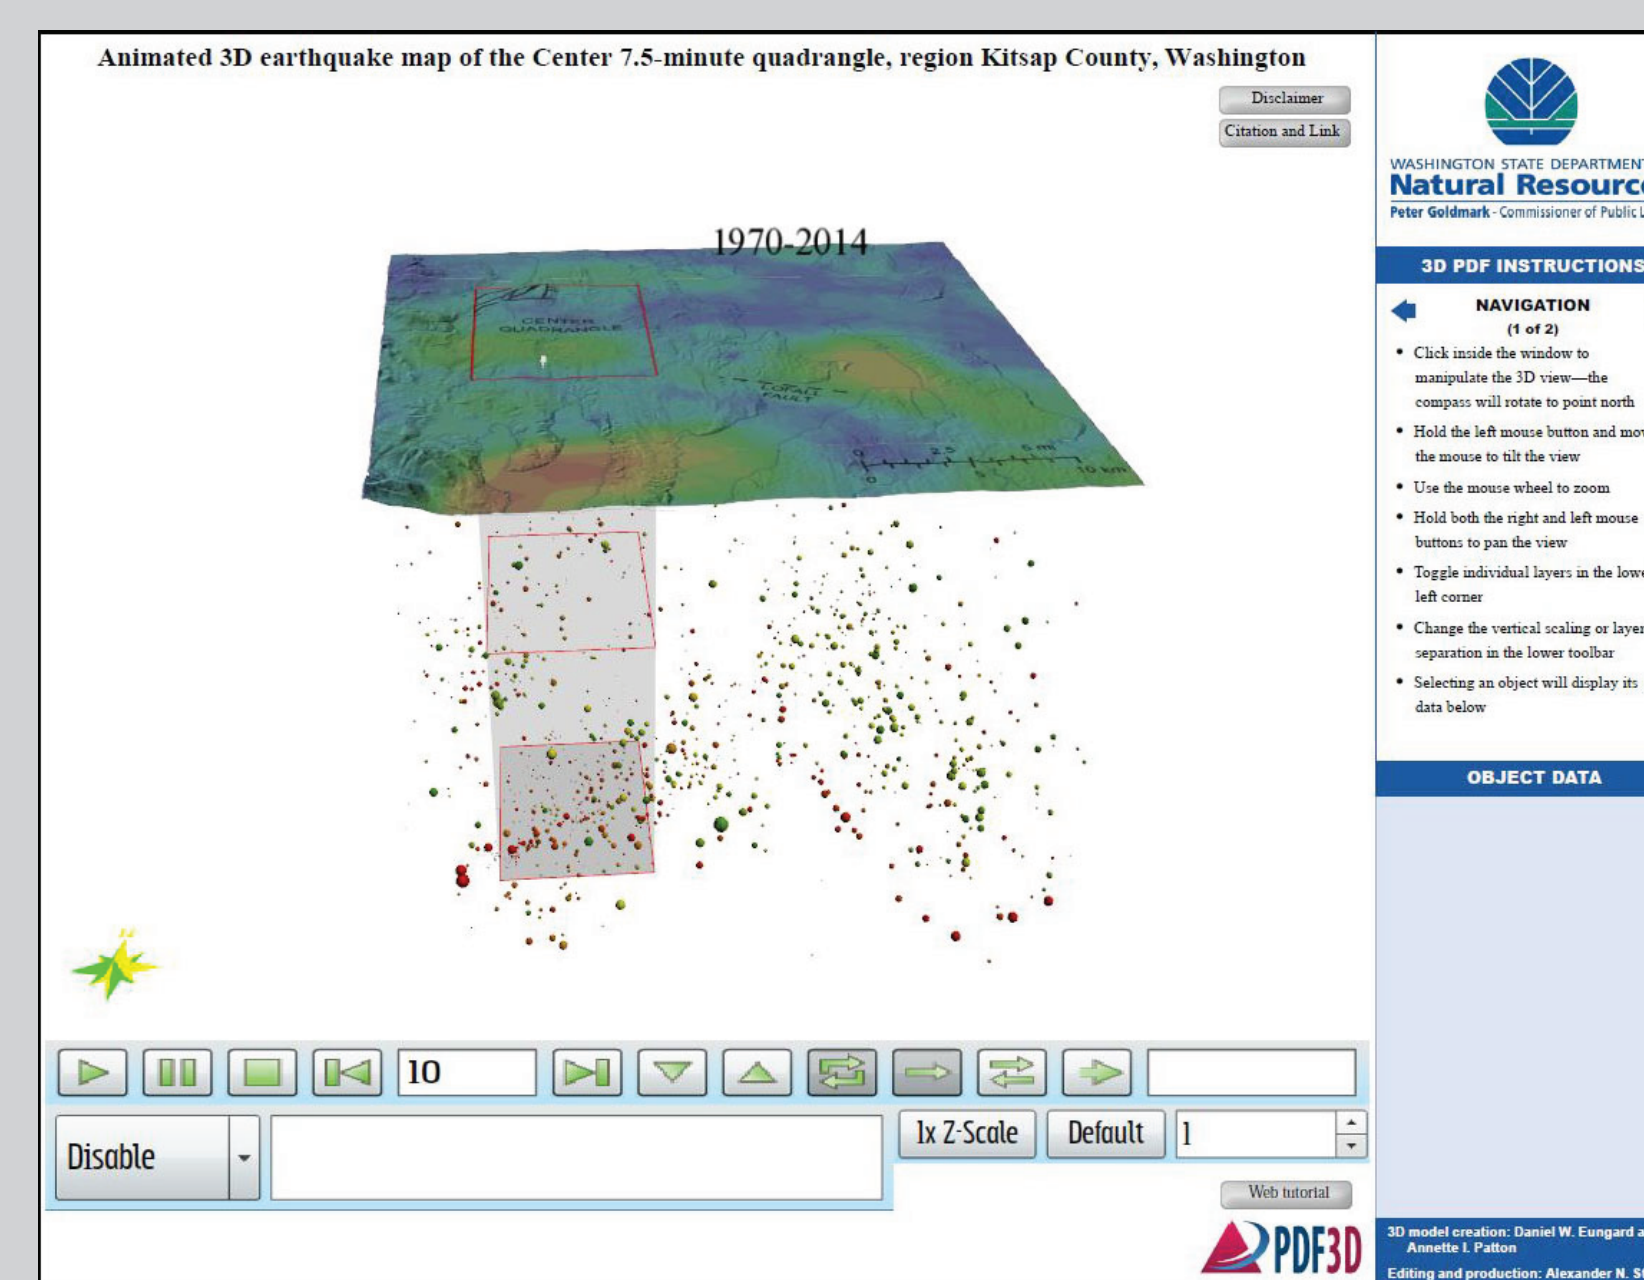 Animated 3D earthquake map of the Center 7.5-minute quadrangle, region Kitsap County, Washington
Disclaimer
Citation and Link
1970-2014
CENTER
QUADRANGLE
LOFALL
FAULT
0 2.5 5 mi
0 5 10 km
N
10
Disable
1x Z-Scale
Default
1
Web tutorial
PDF3D
WASHINGTON STATE DEPARTMENT
Natural Resourc
Peter Goldmark - Commissioner of Public L
3D PDF INSTRUCTIONS
NAVIGATION
(1 of 2)
• Click inside the window to
manipulate the 3D view—the
compass will rotate to point north
• Hold the left mouse button and mov
the mouse to tilt the view
• Use the mouse wheel to zoom
• Hold both the right and left mouse
buttons to pan the view
• Toggle individual layers in the lowe
left corner
• Change the vertical scaling or layer
separation in the lower toolbar
• Selecting an object will display its
data below
OBJECT DATA
3D model creation: Daniel W. Eungard a
Annette I. Patton
Editing and production: Alexander N. St